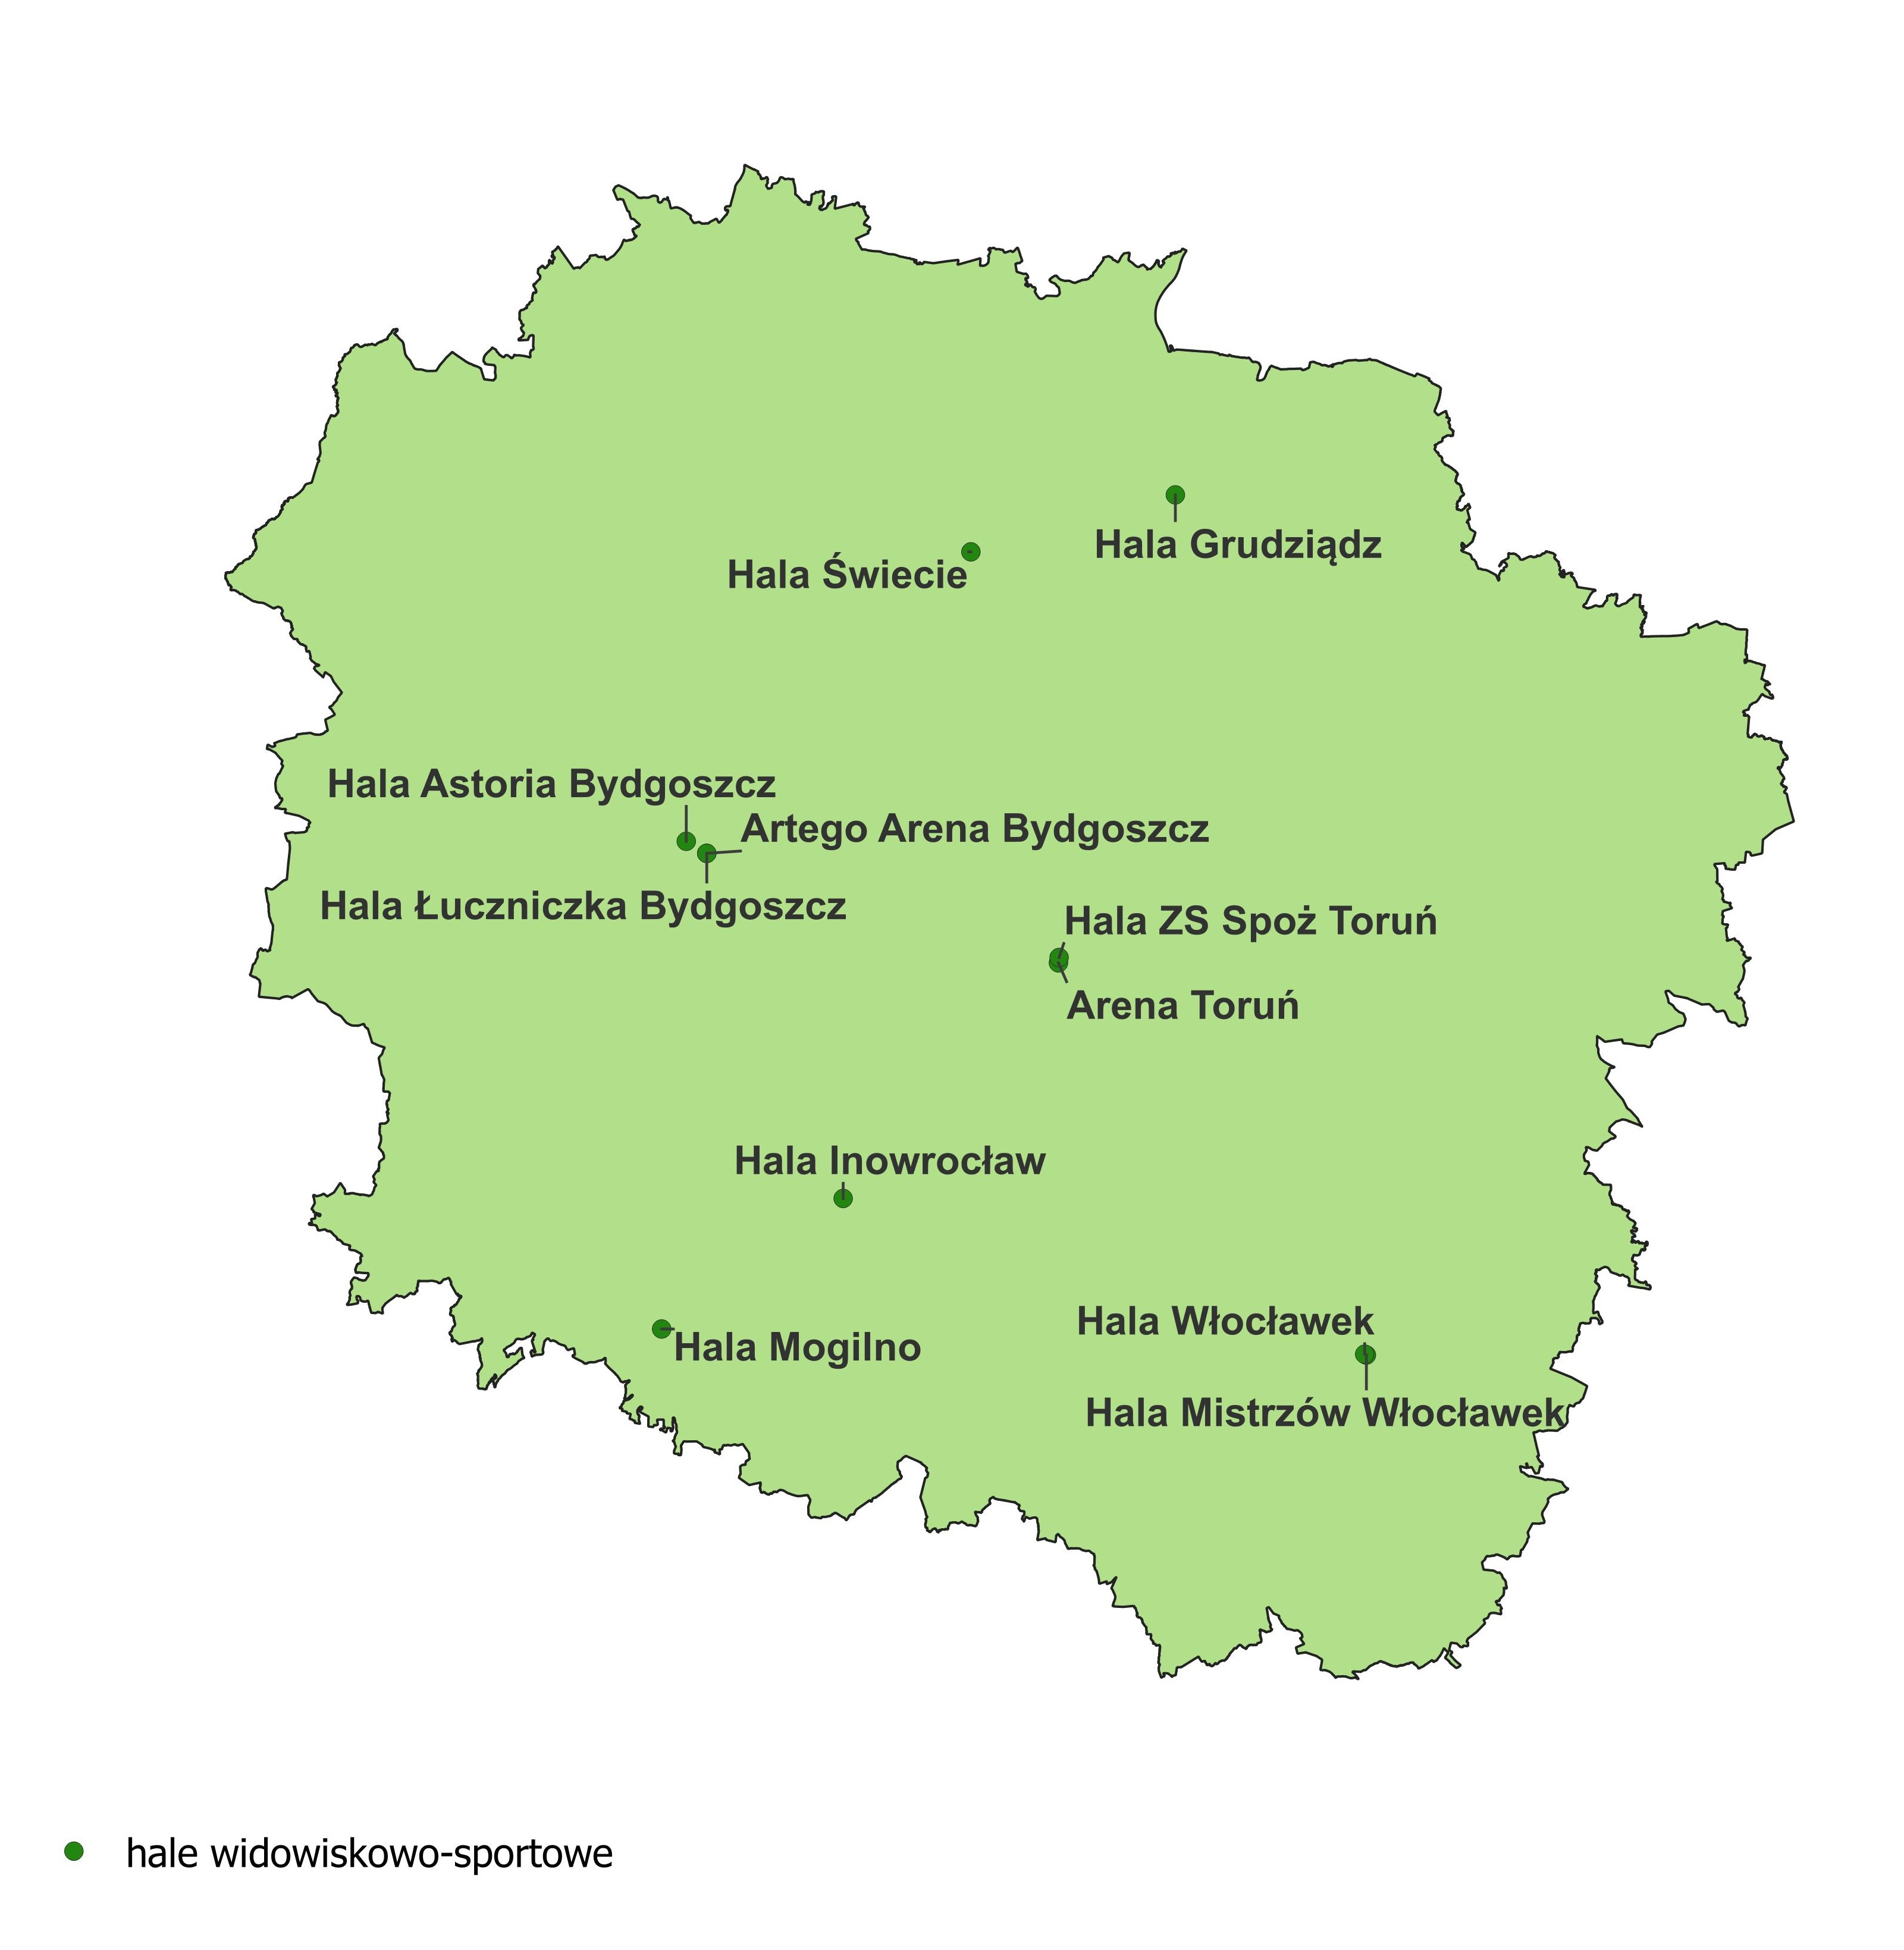 Hala Grudziądz
Hala Świecie
Hala Astoria Bydgoszcz
Artego Arena Bydgoszcz
Hala Łuczniczka Bydgoszcz
Hala ZS Spoż Toruń
Arena Toruń
Hala Inowrocław
Hala Włocławek
Hala Mogilno
Hala Mistrzów Włocławek
hale widowiskowo-sportowe